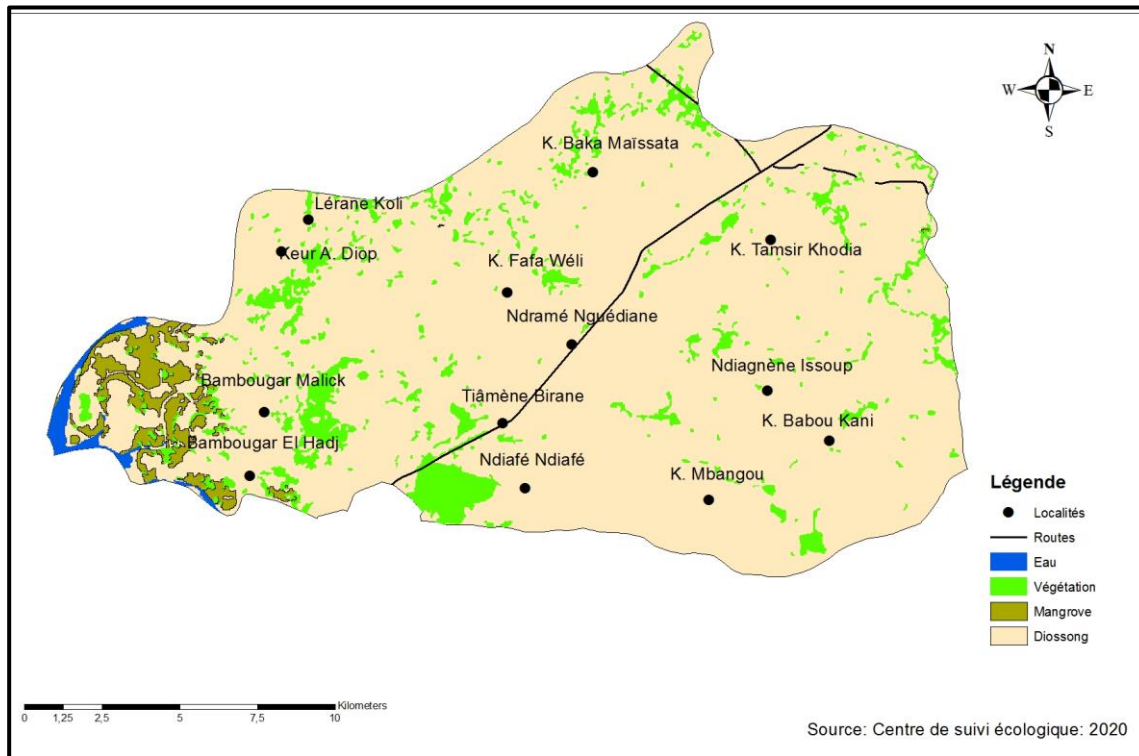 N
W E
S
K. Baka Maïssata
Lérane Koli
Keur A. Diop
K. Tamsir Khodia
K. Fafa Wéli
Ndramé Nguédiane
Bambougar Malick
Ndiagnène Issoup
Tiâmène Birane
K. Babou Kani
Bambougar El Hadj
Ndiafé Ndiafé
K. Mbangou
Légende
Localités
Routes
Eau
Végétation
Mangrove
Diossong
Kilometers
0 1,25 2,5 5 7,5 10
Source: Centre de suivi écologique: 2020